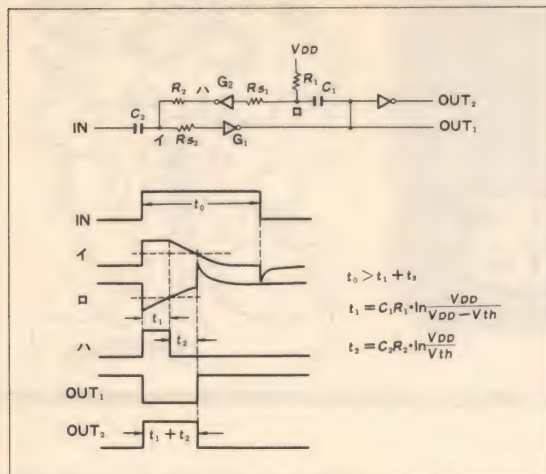 VDD
R₂ ハ G₂ Rs₁ R₁ C₁
ロ
OUT₂
IN C₂
イ Rs₂ G₁ OUT₁
IN t₀
イ
ロ
t₁
t₂
ハ
OUT₁
OUT₂ t₁ + t₂
t₀ > t₁ + t₂
t₁ = C₁R₁·ln VDD / VDD − Vth
t₂ = C₂R₂·ln VDD / Vth